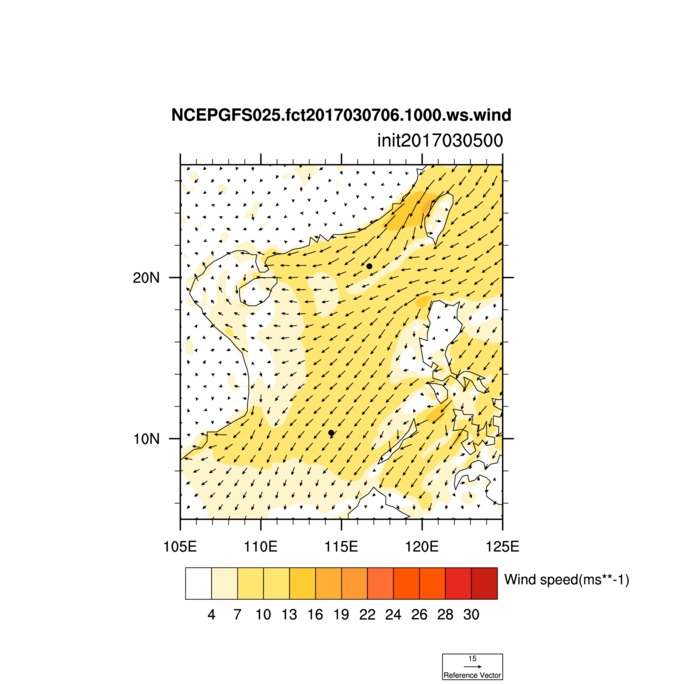 NCEPGFS025.fct2017030706.1000.ws.wind
init2017030500
20N
10N
105E 110E 115E 120E 125E
Wind speed(ms**-1)
4 7 10 13 16 19 22 24 26 28 30
15
Reference Vector